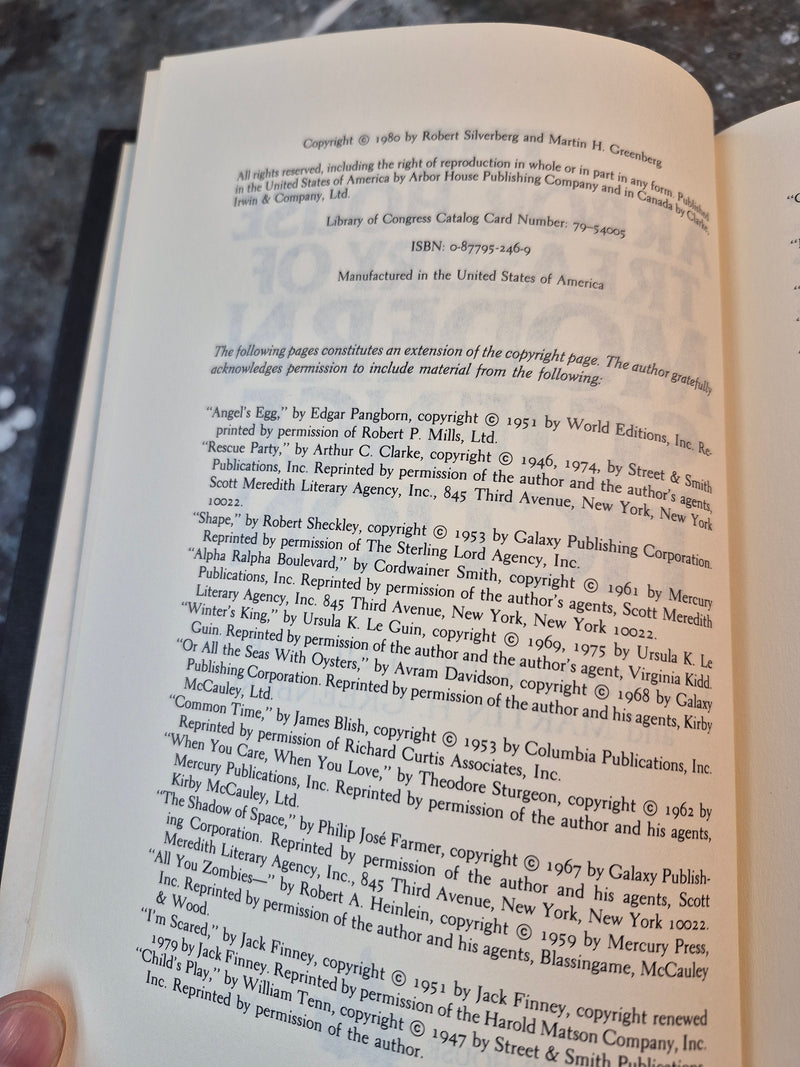 Copyright © 1980 by Robert Silverberg and Martin H. Greenberg
All rights reserved, including the right of reproduction in whole or in part in any form. Published
in the United States of America by Arbor House Publishing Company and in Canada by Clarke,
Irwin & Company, Ltd.
Library of Congress Catalog Card Number: 79-54005
ISBN: 0-87795-246-9
Manufactured in the United States of America
The following pages constitutes an extension of the copyright page. The author gratefully
acknowledges permission to include material from the following:
"Angel's Egg," by Edgar Pangborn, copyright © 1951 by World Editions, Inc. Re-
printed by permission of Robert P. Mills, Ltd.
"Rescue Party," by Arthur C. Clarke, copyright © 1946, 1974, by Street & Smith
Publications, Inc. Reprinted by permission of the author and the author's agents,
Scott Meredith Literary Agency, Inc., 845 Third Avenue, New York, New York
10022.
"Shape," by Robert Sheckley, copyright © 1953 by Galaxy Publishing Corporation.
Reprinted by permission of The Sterling Lord Agency, Inc.
"Alpha Ralpha Boulevard," by Cordwainer Smith, copyright © 1961 by Mercury
Publications, Inc. Reprinted by permission of the author's agents, Scott Meredith
Literary Agency, Inc. 845 Third Avenue, New York, New York 10022.
"Winter's King," by Ursula K. Le Guin, copyright © 1969, 1975 by Ursula K. Le
Guin. Reprinted by permission of the author and the author's agent, Virginia Kidd.
"Or All the Seas With Oysters," by Avram Davidson, copyright © 1968 by Galaxy
Publishing Corporation. Reprinted by permission of the author and his agents, Kirby
McCauley, Ltd.
"Common Time," by James Blish, copyright © 1953 by Columbia Publications, Inc.
Reprinted by permission of Richard Curtis Associates, Inc.
"When You Care, When You Love," by Theodore Sturgeon, copyright © 1962 by
Mercury Publications, Inc. Reprinted by permission of the author and his agents,
Kirby McCauley, Ltd.
"The Shadow of Space," by Philip José Farmer, copyright © 1967 by Galaxy Publish-
ing Corporation. Reprinted by permission of the author and his agents, Scott
Meredith Literary Agency, Inc., 845 Third Avenue, New York, New York 10022.
"All You Zombies—" by Robert A. Heinlein, copyright © 1959 by Mercury Press,
Inc. Reprinted by permission of the author and his agents, Blassingame, McCauley
& Wood.
"I'm Scared," by Jack Finney, copyright © 1951 by Jack Finney, copyright renewed
1979 by Jack Finney. Reprinted by permission of the Harold Matson Company, Inc.
"Child's Play," by William Tenn, copyright © 1947 by Street & Smith Publications,
Inc. Reprinted by permission of the author.